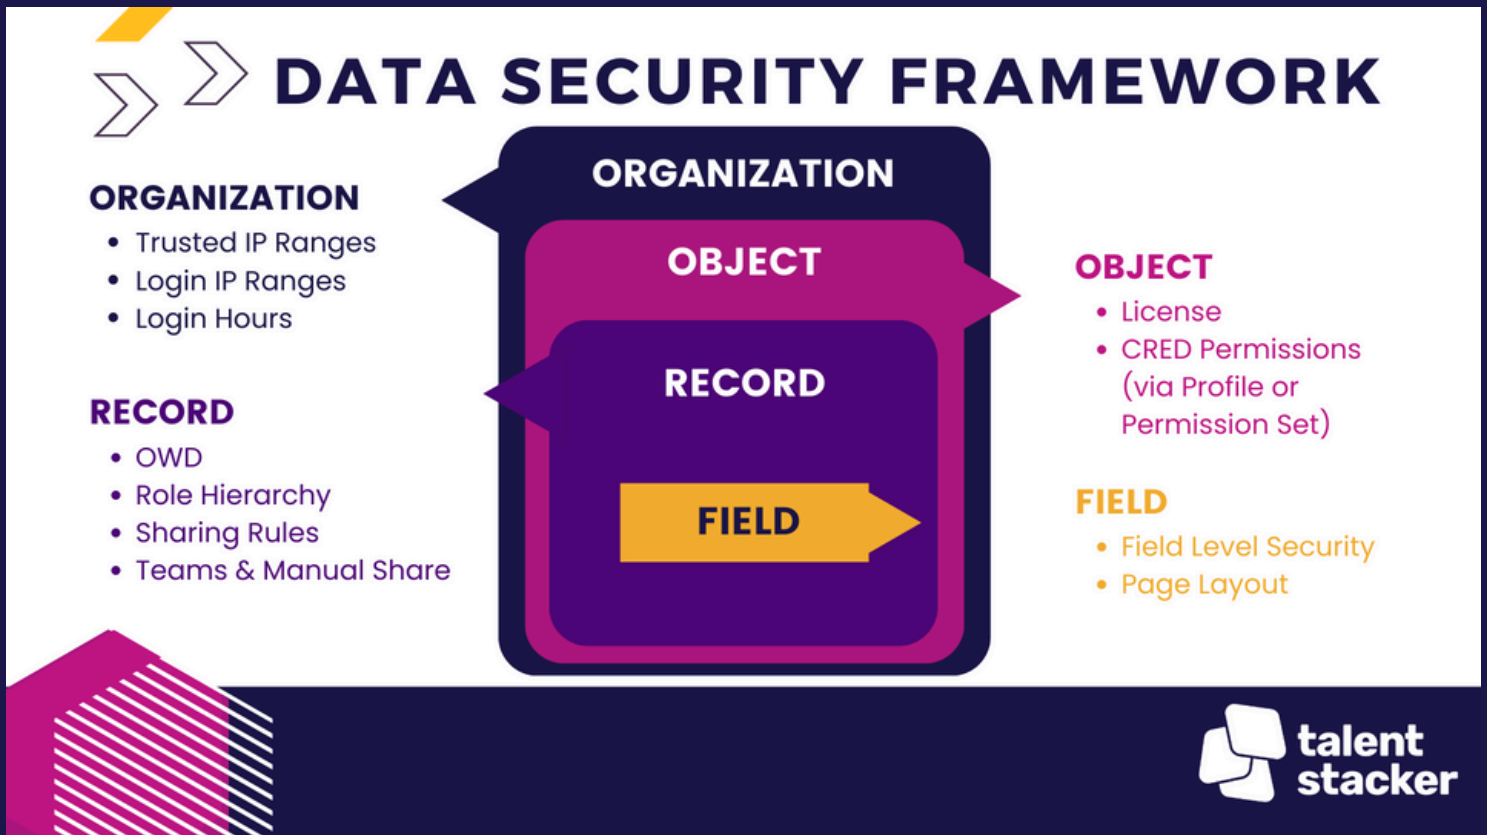 DATA SECURITY FRAMEWORK
ORGANIZATION
• Trusted IP Ranges
• Login IP Ranges
• Login Hours
RECORD
• OWD
• Role Hierarchy
• Sharing Rules
• Teams & Manual Share
ORGANIZATION
OBJECT
RECORD
FIELD
OBJECT
• License
• CRED Permissions
(via Profile or
Permission Set)
FIELD
• Field Level Security
• Page Layout
talent
stacker